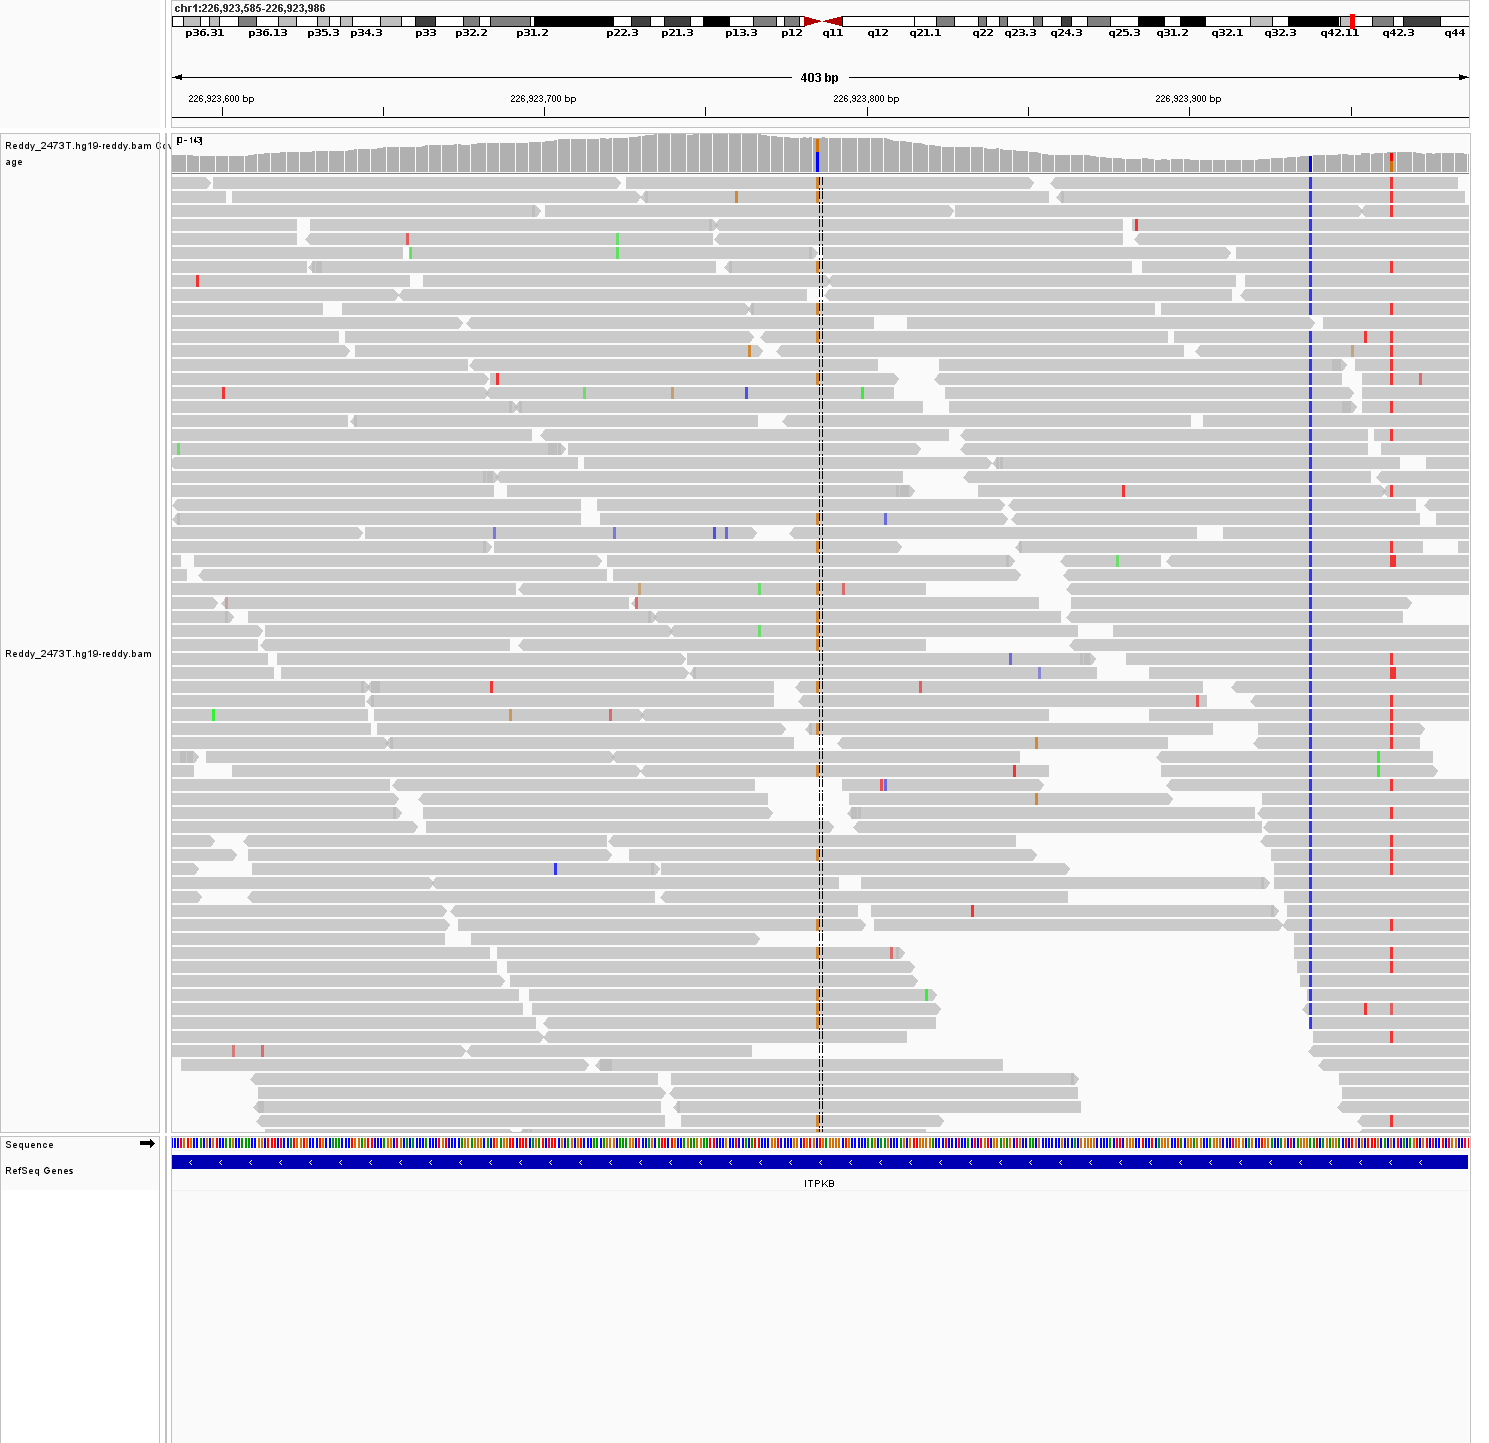 chr1:226,923,585-226,923,986
p36.31 p36.13 p35.3 p34.3 p33 p32.2 p31.2 p22.3 p21.3 p13.3 p12 q11 q12 q21.1 q22 q23.3 q24.3 q25.3 q31.2 q32.1 q32.3 q42.11 q42.3 q44
403 bp
226,923,600 bp 226,923,700 bp 226,923,800 bp 226,923,900 bp
[0 - 143]
Reddy_2473T.hg19-reddy.bam Cov
age
Reddy_2473T.hg19-reddy.bam
Sequence
RefSeq Genes
ITPKB